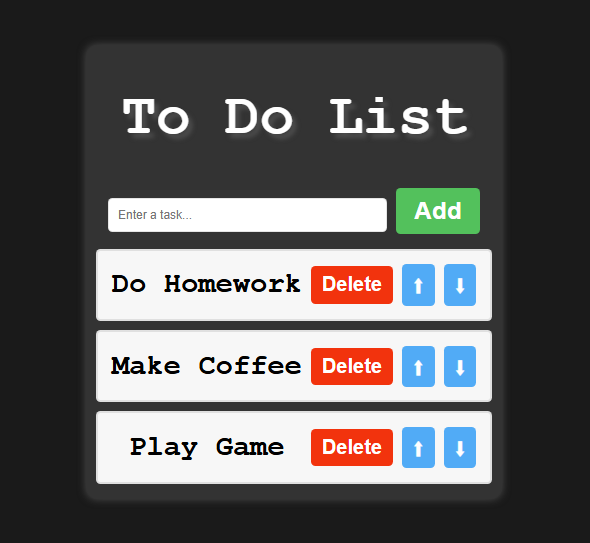 To Do List
Enter a task... Add
Do Homework Delete ⬆ ⬇
Make Coffee Delete ⬆ ⬇
Play Game Delete ⬆ ⬇